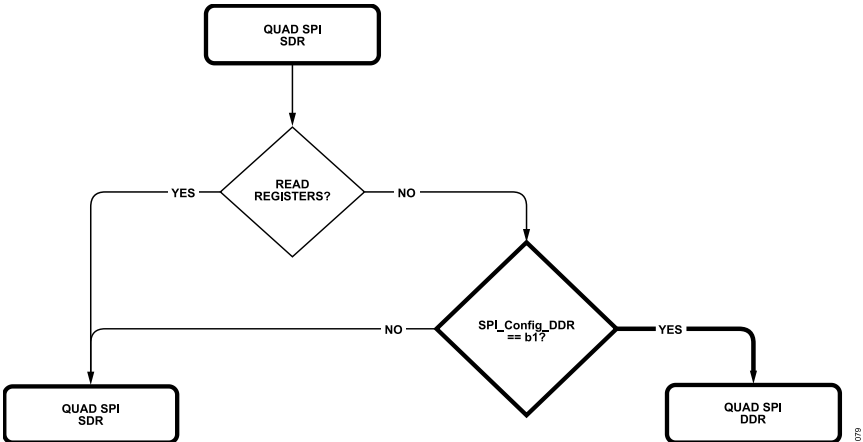 QUAD SPI
SDR
READ
REGISTERS?
YES
NO
SPI_Config_DDR
== b1?
NO
YES
QUAD SPI
SDR
QUAD SPI
DDR
079